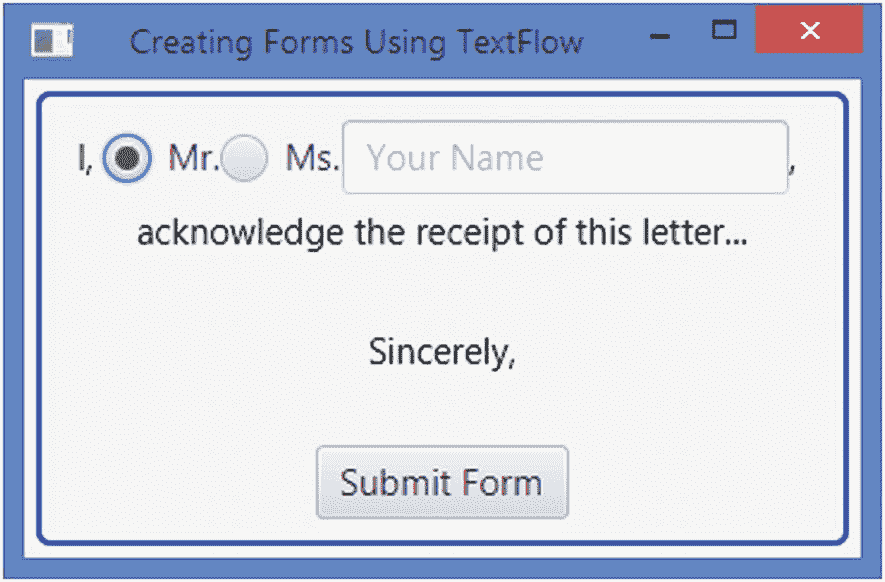 Creating Forms Using TextFlow
I, Mr. Ms. Your Name,
acknowledge the receipt of this letter...
Sincerely,
Submit Form